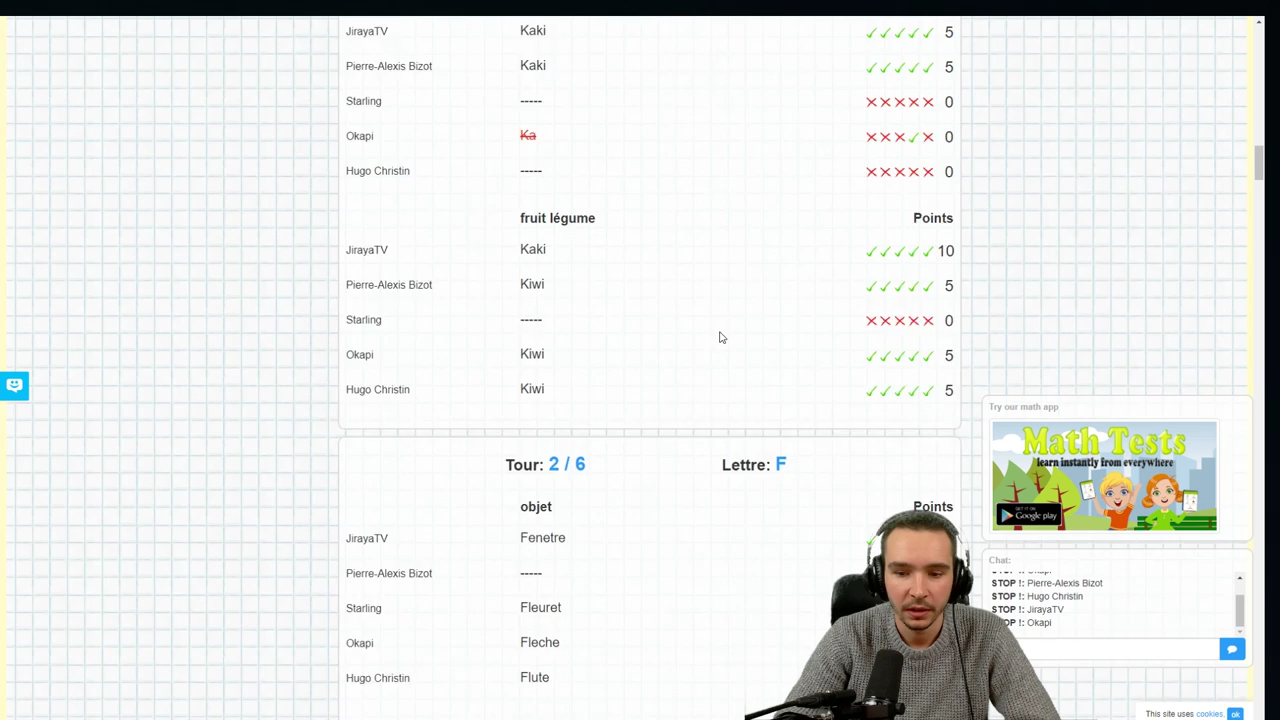 JirayaTV Kaki 5
Pierre-Alexis Bizot Kaki 5
Starling ----- 0
Okapi Ka 0
Hugo Christin ----- 0
fruit légume Points
JirayaTV Kaki 10
Pierre-Alexis Bizot Kiwi 5
Starling ----- 0
Okapi Kiwi 5
Hugo Christin Kiwi 5
Tour: 2 / 6 Lettre: F
objet Points
JirayaTV Fenetre
Pierre-Alexis Bizot -----
Starling Fleuret
Okapi Fleche
Hugo Christin Flute
Try our math app
Math Tests
learn instantly from everywhere
GET IT ON
Google play
Chat:
STOP !: Okapi
STOP !: Pierre-Alexis Bizot
STOP !: Hugo Christin
STOP !: JirayaTV
STOP !: Okapi
This site uses cookies. ok